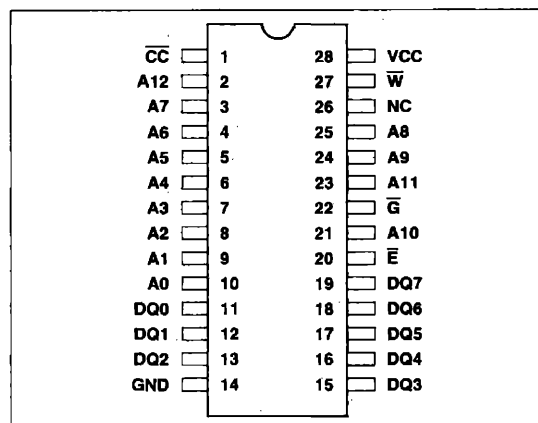 C̅C̅ 1 28 VCC
A12 2 27 W̅
A7 3 26 NC
A6 4 25 A8
A5 5 24 A9
A4 6 23 A11
A3 7 22 G̅
A2 8 21 A10
A1 9 20 E̅
A0 10 19 DQ7
DQ0 11 18 DQ6
DQ1 12 17 DQ5
DQ2 13 16 DQ4
GND 14 15 DQ3